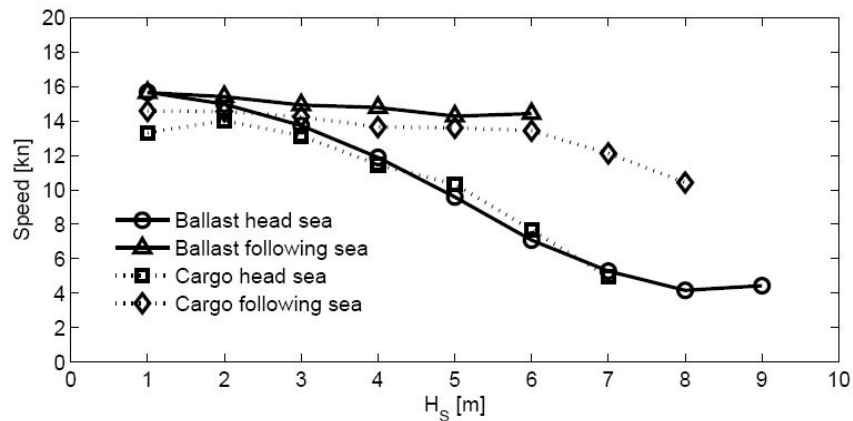 20
18
16
14
12
10
8
6
4
2
0
Speed [kn]
Ballast head sea
Ballast following sea
Cargo head sea
Cargo following sea
0 1 2 3 4 5 6 7 8 9 10
H_S [m]